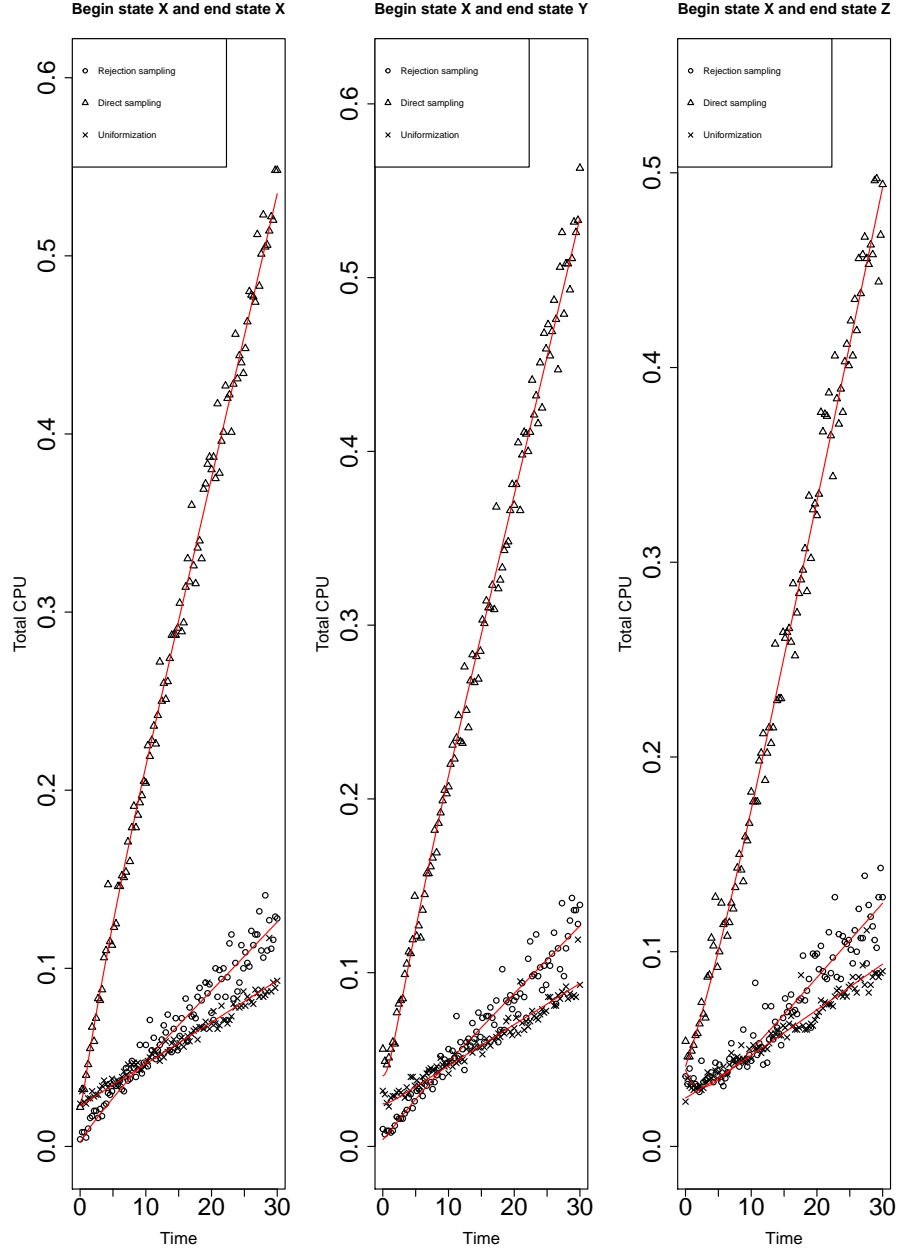 Begin state X and end state X
Rejection sampling
Direct sampling
Uniformization
Total CPU
0.0
0.1
0.2
0.3
0.4
0.5
0.6
0
10
20
30
Time
Begin state X and end state Y
Rejection sampling
Direct sampling
Uniformization
Total CPU
0.0
0.1
0.2
0.3
0.4
0.5
0.6
0
10
20
30
Time
Begin state X and end state Z
Rejection sampling
Direct sampling
Uniformization
Total CPU
0.0
0.1
0.2
0.3
0.4
0.5
0
10
20
30
Time